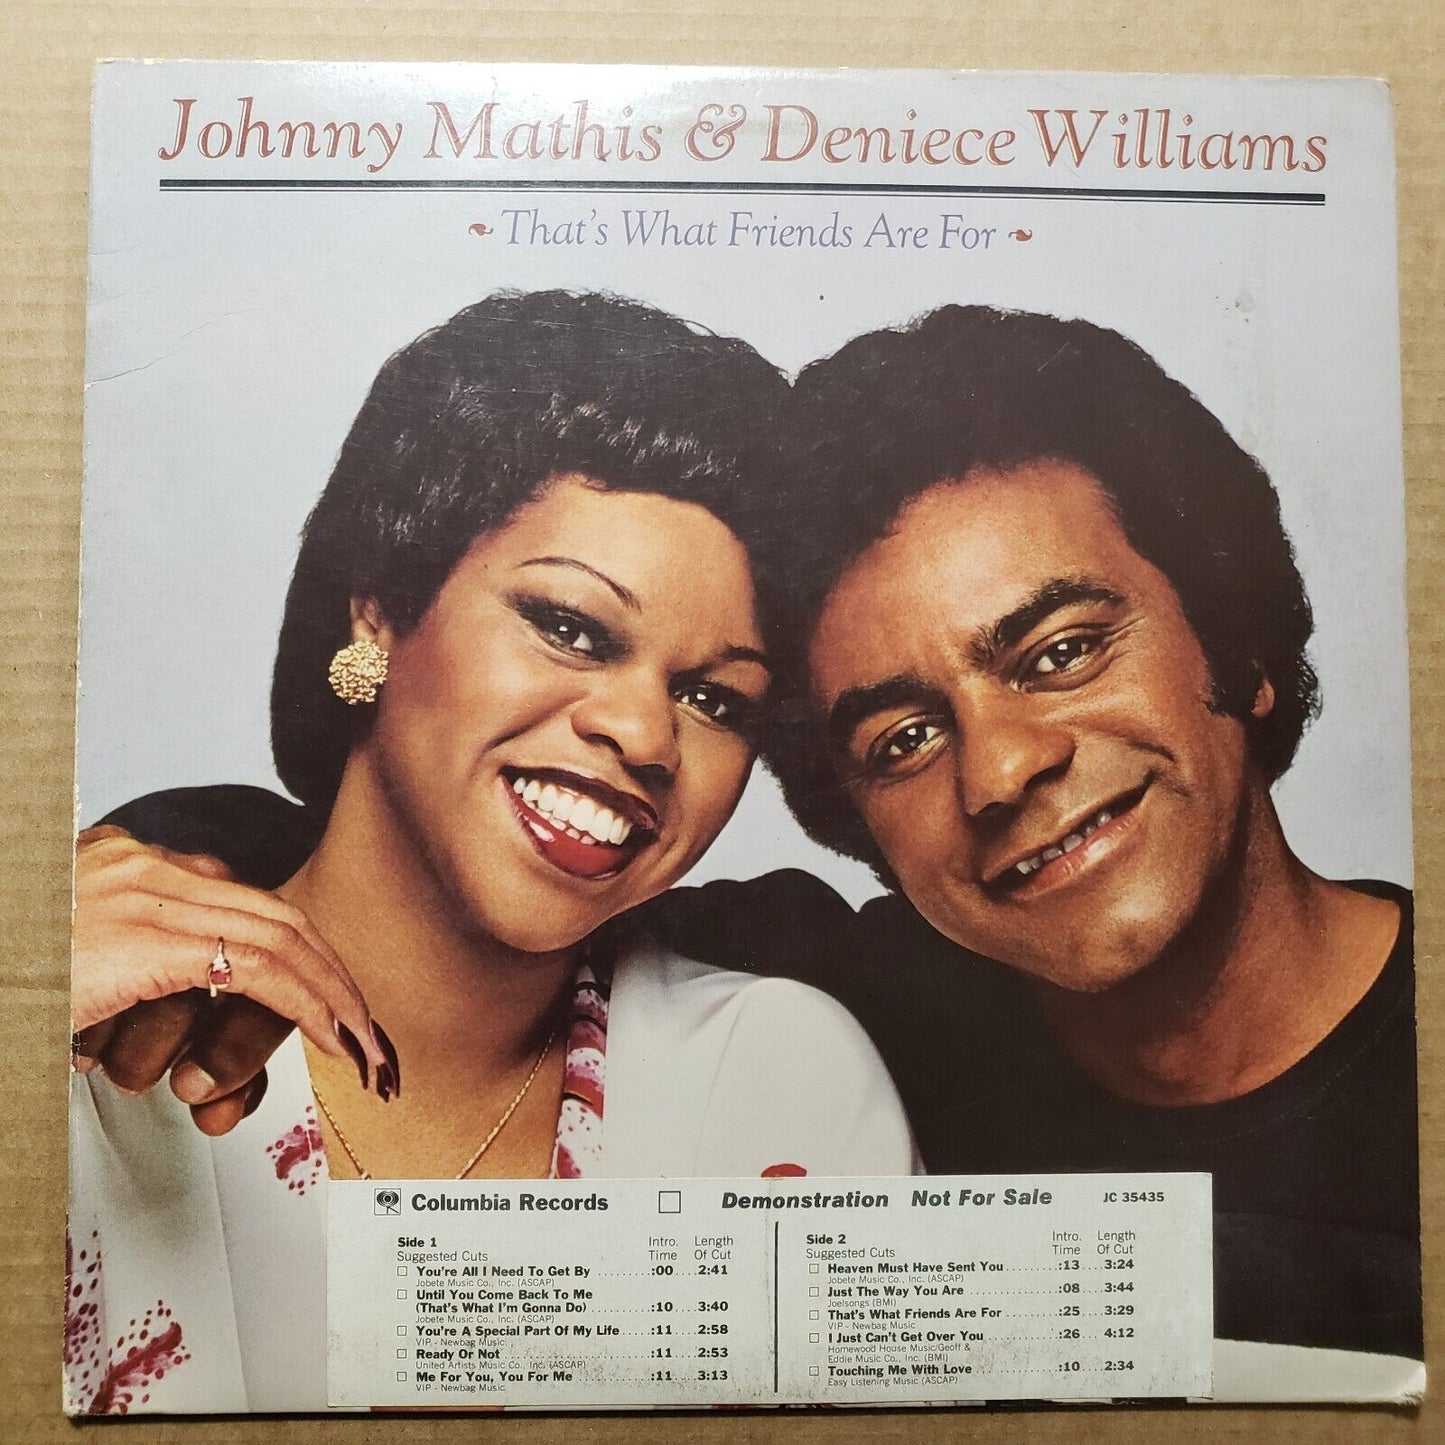 Johnny Mathis & Deniece Williams
That's What Friends Are For
Columbia Records Demonstration Not For Sale JC 35435
Side 1 Intro. Length
Suggested Cuts Time Of Cut
You're All I Need To Get By .........:00....2:41
Jobete Music Co., Inc. (ASCAP)
Until You Come Back To Me
(That's What I'm Gonna Do).........:10....3:40
Jobete Music Co., Inc. (ASCAP)
You're A Special Part Of My Life.....:11....2:58
VIP - Newbag Music
Ready Or Not.....................:11....2:53
United Artists Music Co., Inc. (ASCAP)
Me For You, You For Me..........:11....3:13
VIP - Newbag Music
Side 2 Intro. Length
Suggested Cuts Time Of Cut
Heaven Must Have Sent You........:13....3:24
Jobete Music Co., Inc. (ASCAP)
Just The Way You Are.............:08....3:44
Joelsongs (BMI)
That's What Friends Are For........:25....3:29
VIP - Newbag Music
I Just Can't Get Over You..........:26....4:12
Homewood House Music/Geoff &
Eddie Music Co., Inc. (BMI)
Touching Me With Love............:10....2:34
Easy Listening Music (ASCAP)